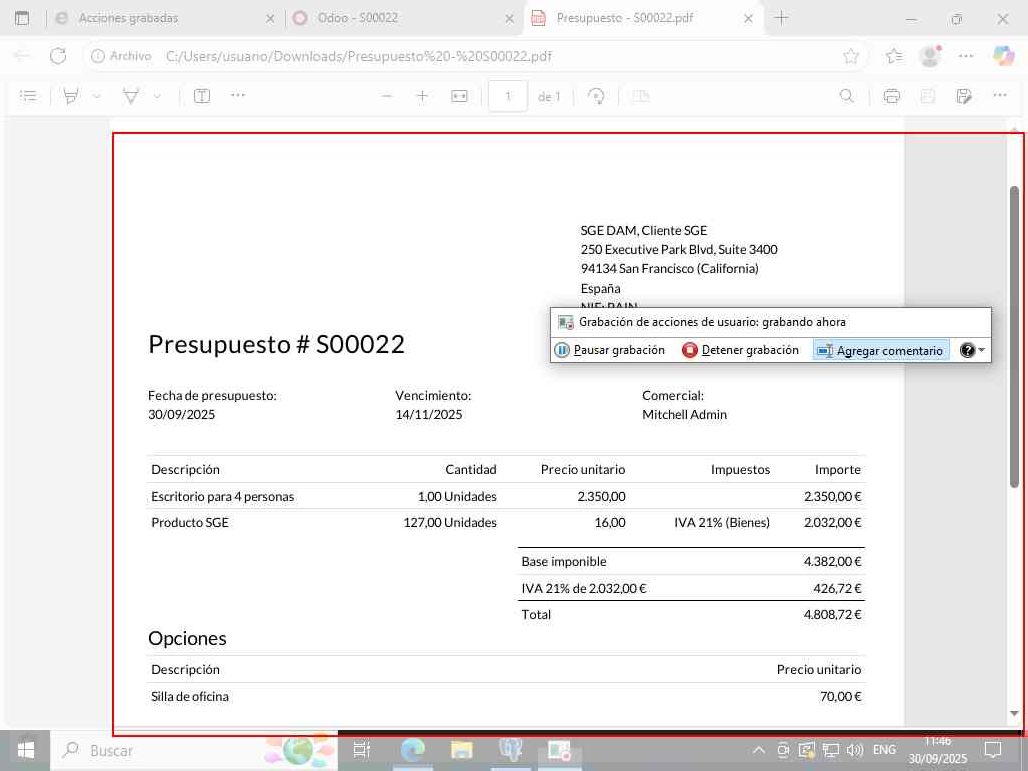 Acciones grabadas
Odoo - S00022
Presupuesto - S00022.pdf
Archivo
C:/Users/usuario/Downloads/Presupuesto%20-%20S00022.pdf
1 de 1
SGE DAM, Cliente SGE
250 Executive Park Blvd, Suite 3400
94134 San Francisco (California)
España
Grabación de acciones de usuario: grabando ahora
Pausar grabación
Detener grabación
Agregar comentario
Presupuesto # S00022
Fecha de presupuesto: Vencimiento: Comercial:
30/09/2025 14/11/2025 Mitchell Admin
Descripción Cantidad Precio unitario Impuestos Importe
Escritorio para 4 personas 1,00 Unidades 2.350,00 2.350,00 €
Producto SGE 127,00 Unidades 16,00 IVA 21% (Bienes) 2.032,00 €
Base imponible 4.382,00 €
IVA 21% de 2.032,00 € 426,72 €
Total 4.808,72 €
Opciones
Descripción Precio unitario
Silla de oficina 70,00 €
Buscar
ENG
11:46
30/09/2025